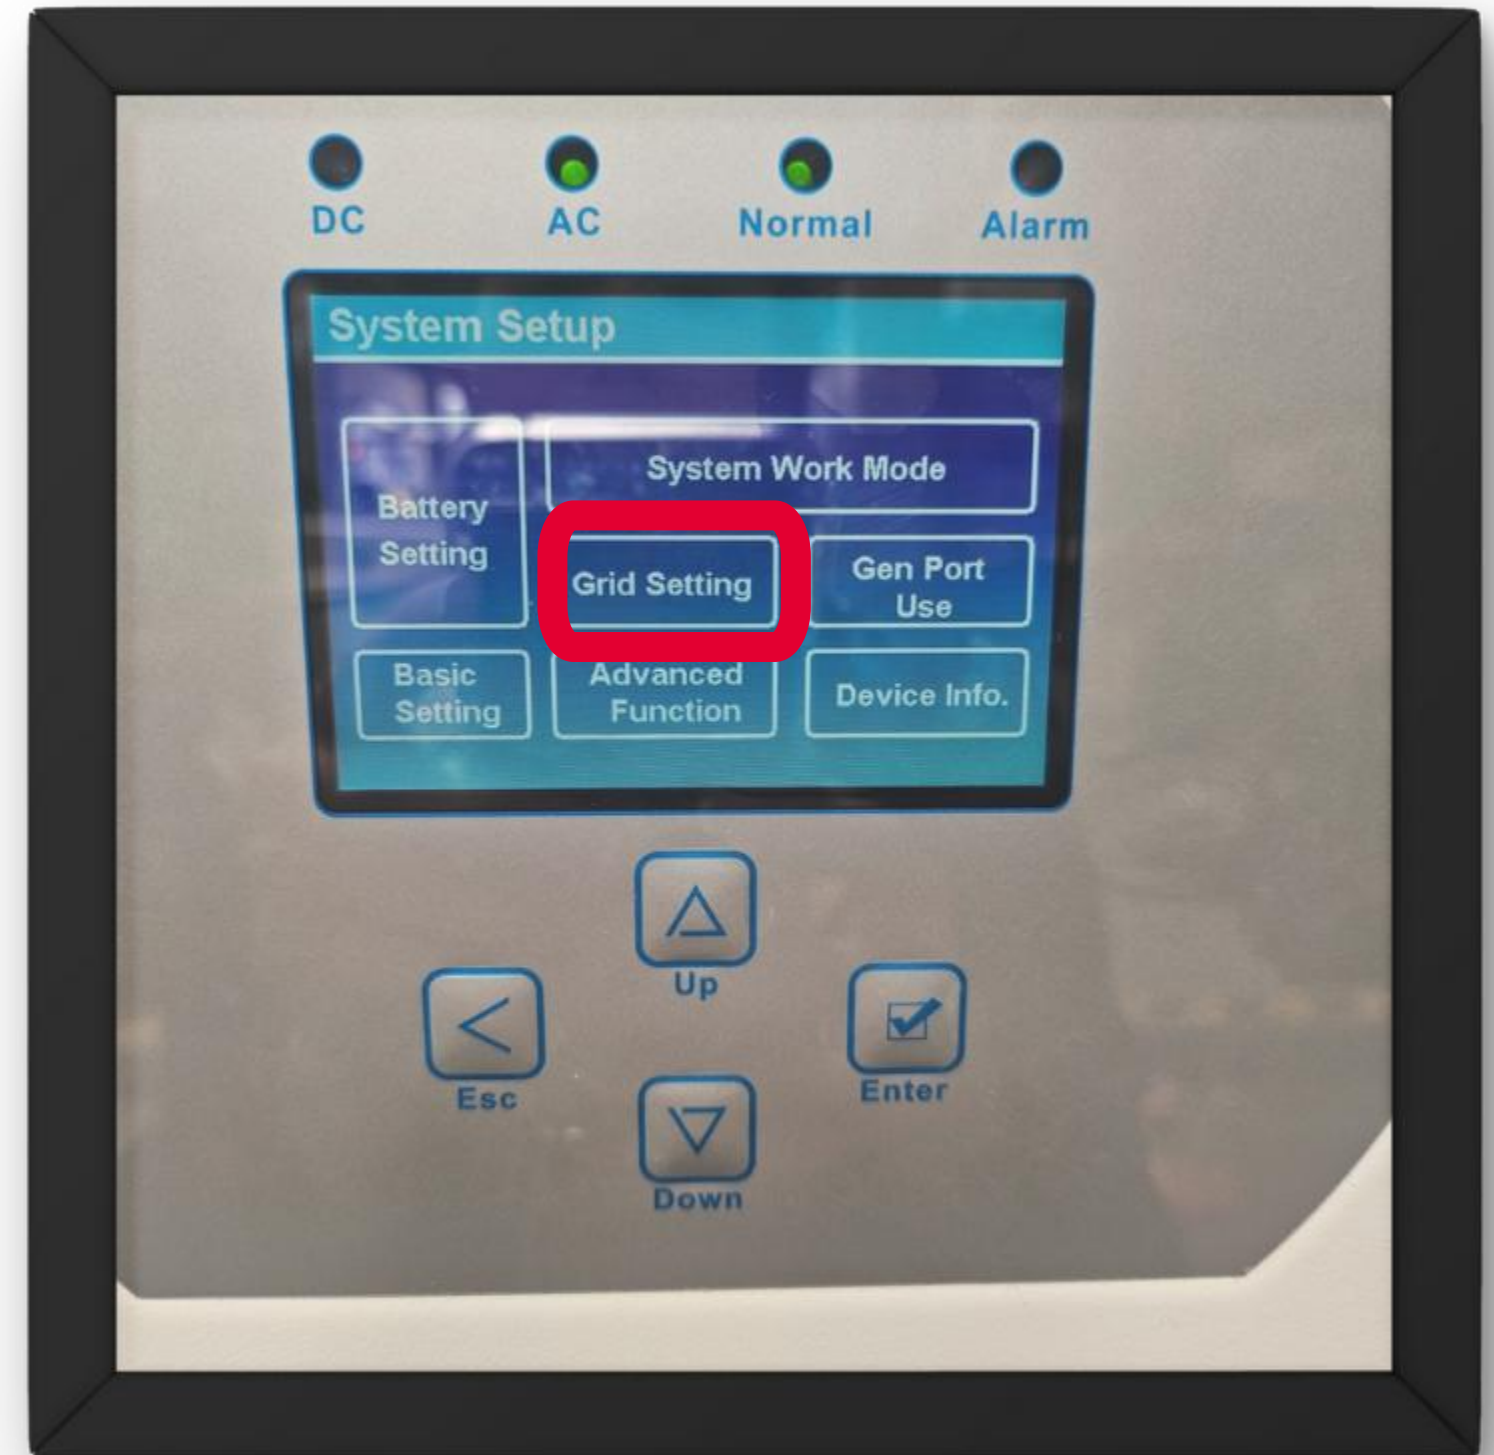 DC
AC
Normal
Alarm
System Setup
Battery
Setting
System Work Mode
Grid Setting
Gen Port
Use
Basic
Setting
Advanced
Function
Device Info.
Up
Esc
Enter
Down